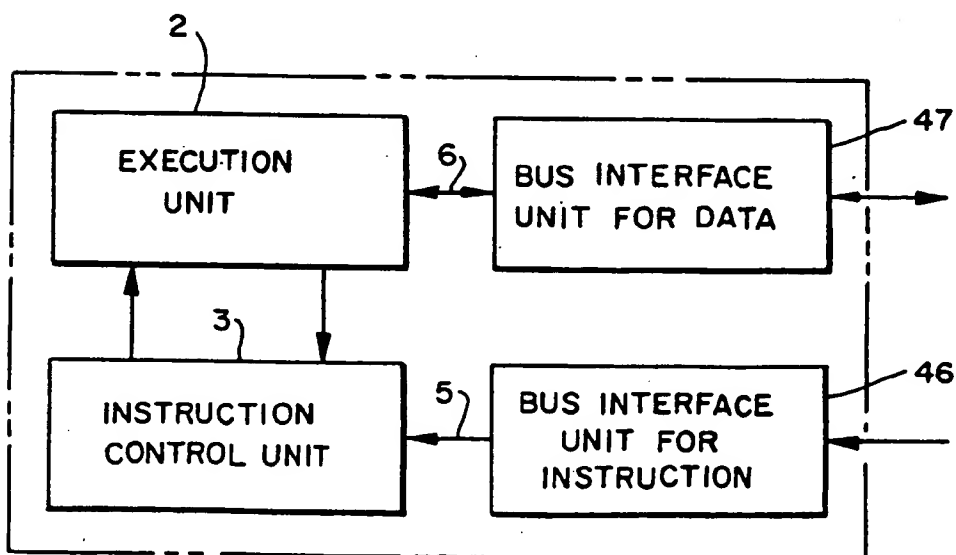 2
EXECUTION
UNIT
6
BUS INTERFACE
UNIT FOR DATA
47
3
INSTRUCTION
CONTROL UNIT
5
BUS INTERFACE
UNIT FOR
INSTRUCTION
46